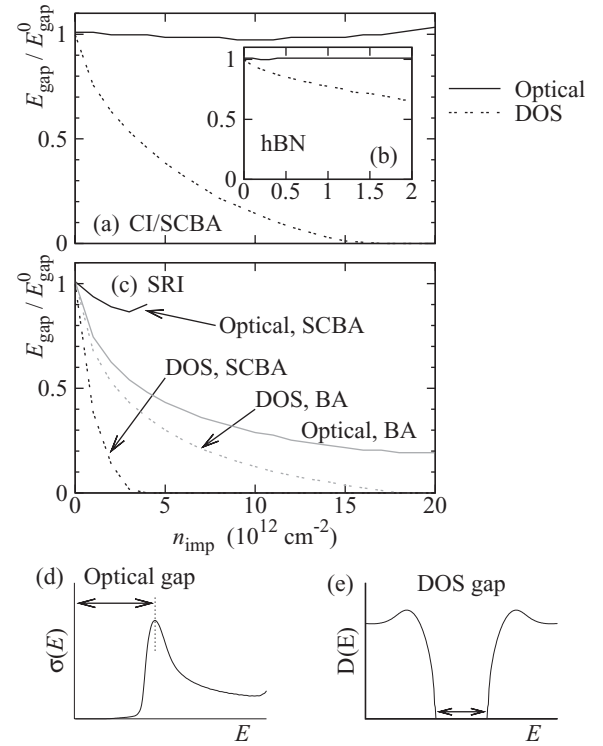 E_gap / E^0_gap
1
0.5
0
(a) CI/SCBA
1
0.5
0
hBN
(b)
0 0.5 1 1.5 2
Optical
DOS
E_gap / E^0_gap
1
0.5
0
(c) SRI
Optical, SCBA
DOS, SCBA
DOS, BA
Optical, BA
0 5 10 15 20
n_imp (10^12 cm^-2)
(d) Optical gap
σ(E)
E
(e) DOS gap
D(E)
E